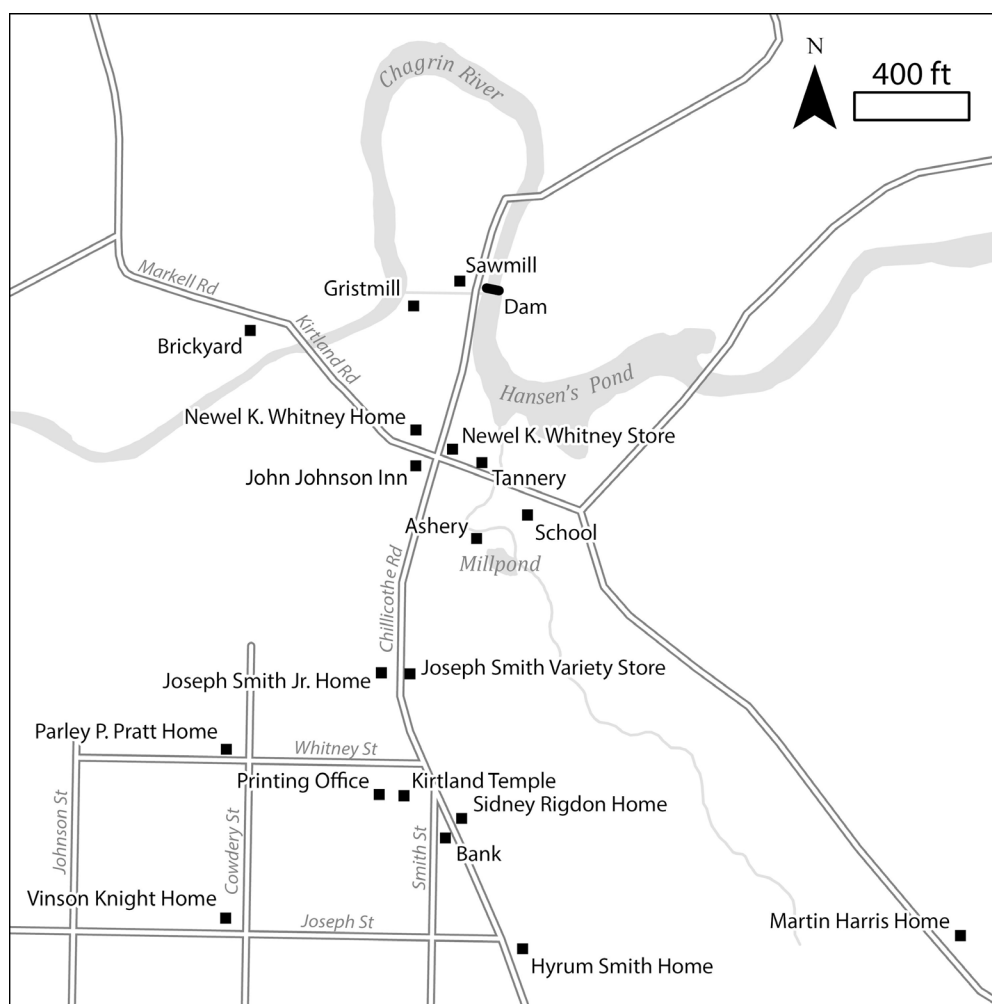 Chagrin River
N
400 ft
Markell Rd
Sawmill
Gristmill
Dam
Brickyard
Kirtland Rd
Hansen's Pond
Newel K. Whitney Home
Newel K. Whitney Store
John Johnson Inn
Tannery
Ashery
School
Millpond
Chillicothe Rd
Joseph Smith Jr. Home
Joseph Smith Variety Store
Parley P. Pratt Home
Whitney St
Printing Office
Kirtland Temple
Sidney Rigdon Home
Johnson St
Cowdery St
Smith St
Bank
Vinson Knight Home
Joseph St
Martin Harris Home
Hyrum Smith Home